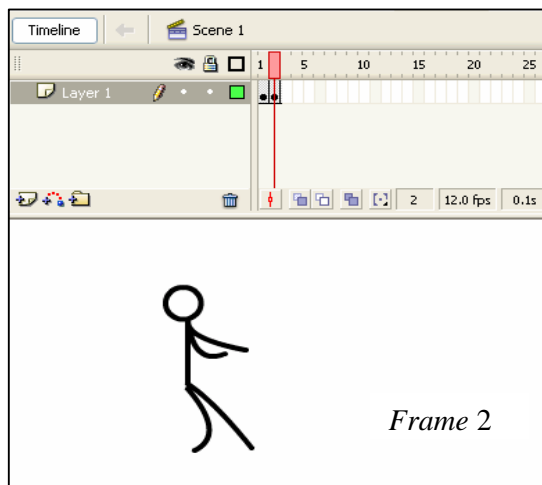 Timeline Scene 1
1 5 10 15 20 25
Layer 1
2 12.0 fps 0.1s
Frame 2